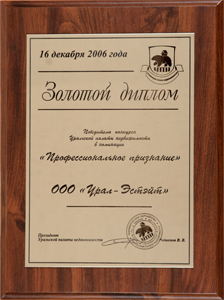 16 декабря 2006 года
Золотой диплом
Победителю конкурса
Уральской палаты недвижимости
в номинации
«Профессиональное признание»
ООО «Урал-Эстэйт»
Президент
Уральской палаты недвижимости
В. В.